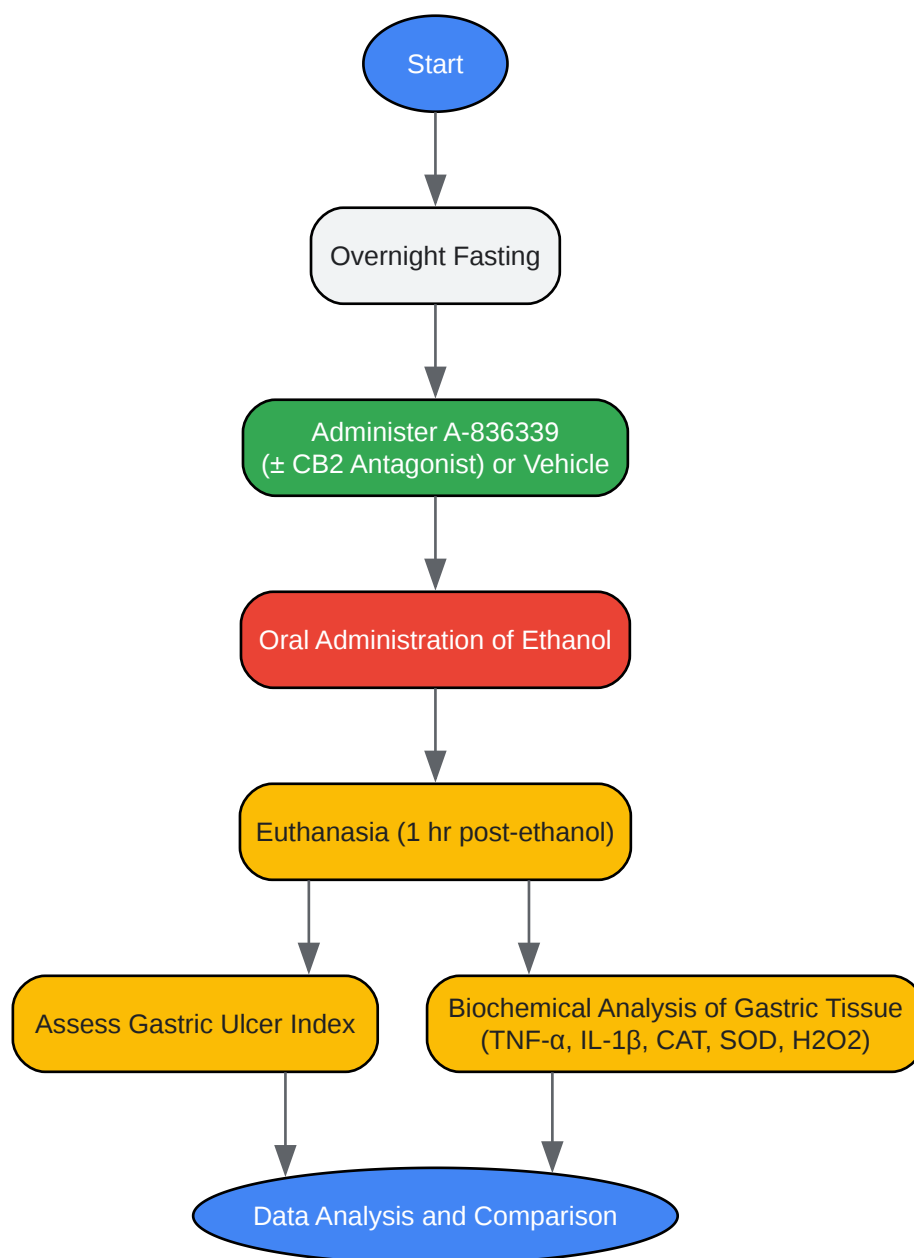 Start
Overnight Fasting
Administer A-836339
(± CB2 Antagonist) or Vehicle
Oral Administration of Ethanol
Euthanasia (1 hr post-ethanol)
Assess Gastric Ulcer Index
Biochemical Analysis of Gastric Tissue
(TNF-α, IL-1β, CAT, SOD, H2O2)
Data Analysis and Comparison